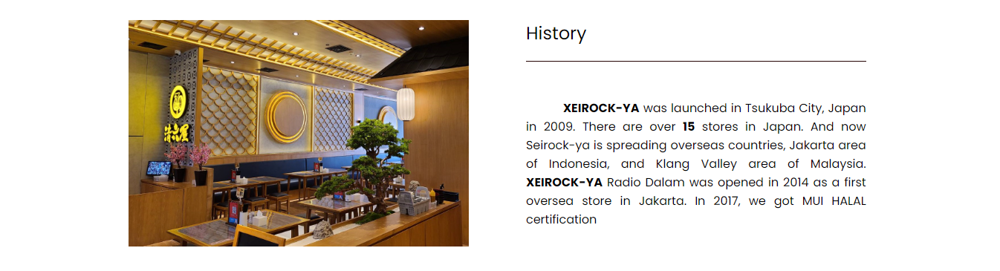 History
清六屋
XEIROCK-YA was launched in Tsukuba City, Japan
in 2009. There are over 15 stores in Japan. And now
Seirock-ya is spreading overseas countries, Jakarta area
of Indonesia, and Klang Valley area of Malaysia.
XEIROCK-YA Radio Dalam was opened in 2014 as a first
oversea store in Jakarta. In 2017, we got MUI HALAL
certification